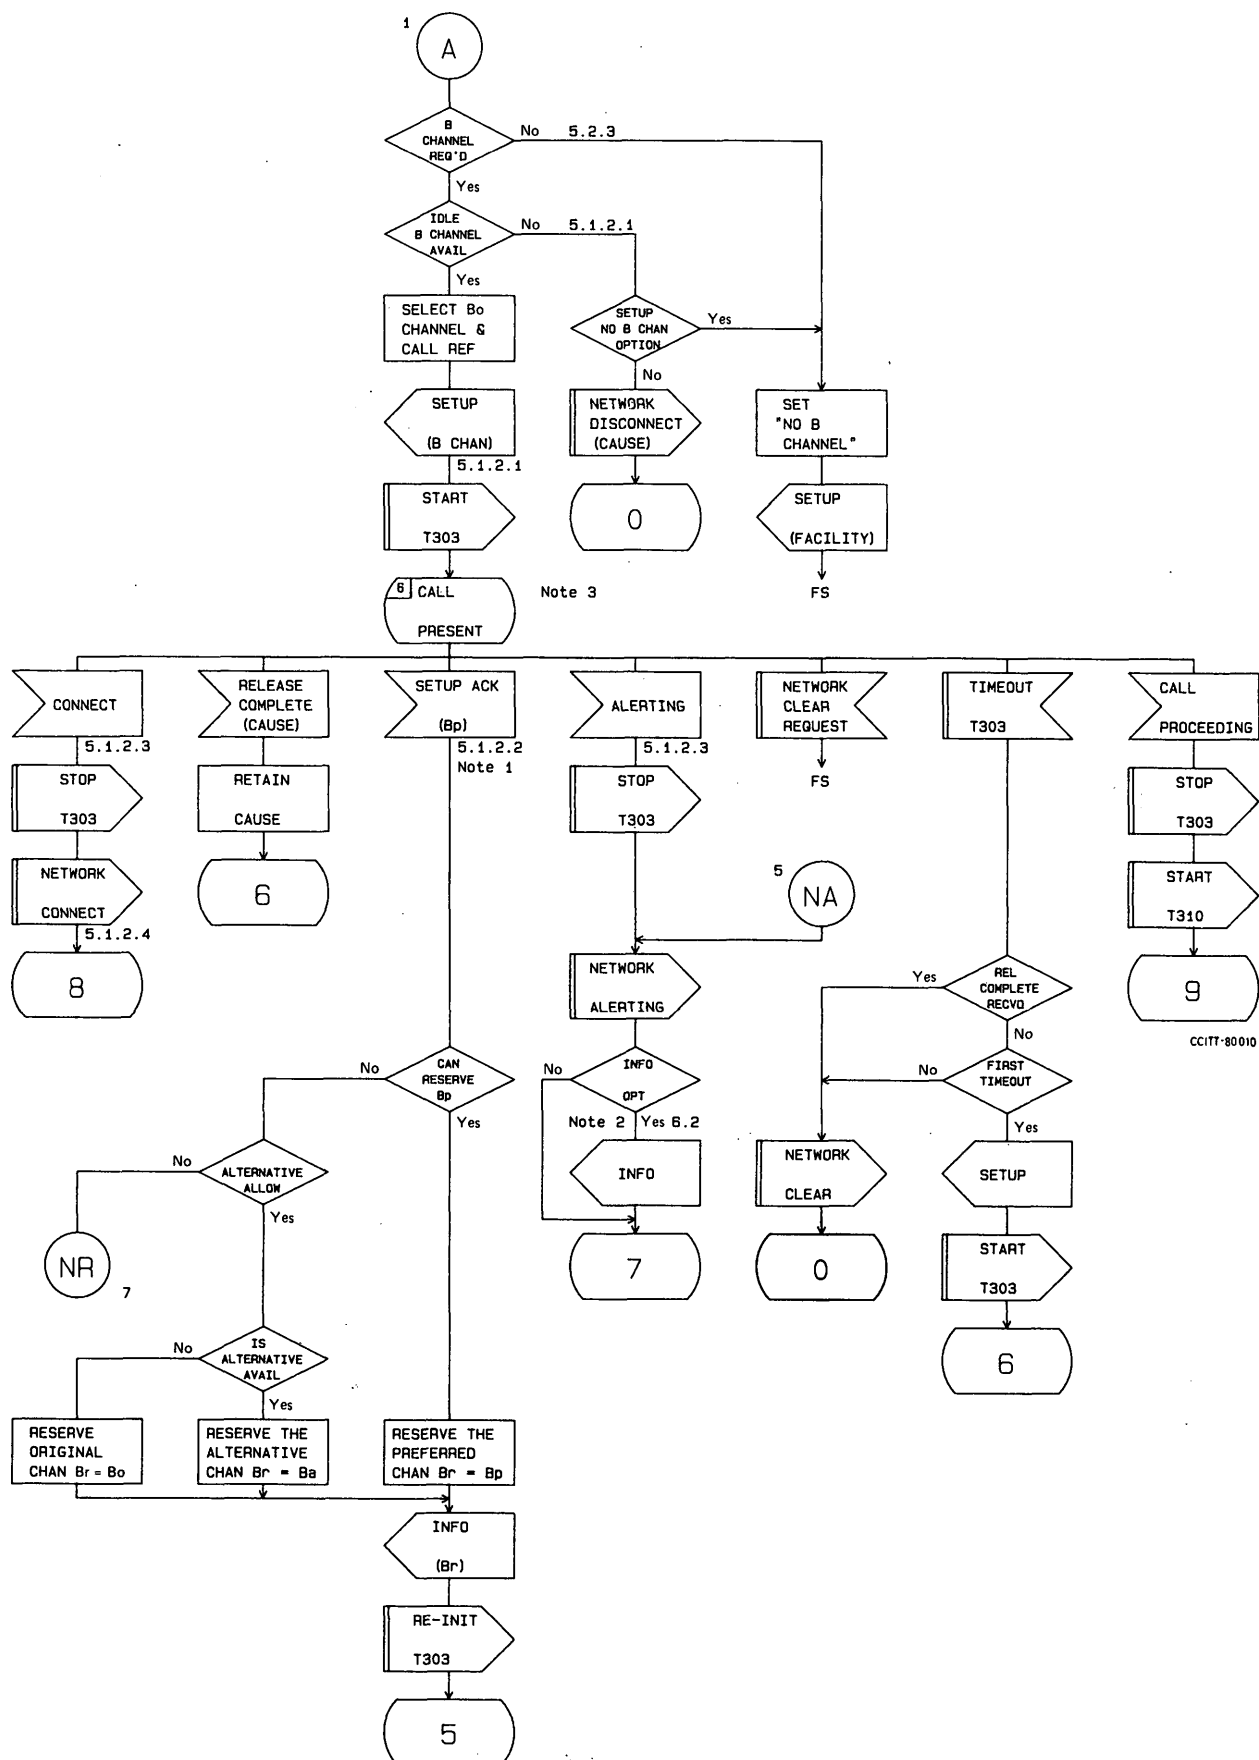 1
A
B
CHANNEL
REQ'D
No 5.2.3
Yes
IDLE
B CHANNEL
AVAIL
No 5.1.2.1
Yes
SELECT Bo
CHANNEL &
CALL REF
SETUP
NO B CHAN
OPTION
Yes
No
SETUP
(B CHAN)
5.1.2.1
NETWORK
DISCONNECT
(CAUSE)
SET
"NO B
CHANNEL"
START
T303
0
SETUP
(FACILITY)
6 CALL
PRESENT
Note 3
FS
CONNECT
5.1.2.3
RELEASE
COMPLETE
(CAUSE)
SETUP ACK
(Bp)
5.1.2.2
Note 1
ALERTING
5.1.2.3
NETWORK
CLEAR
REQUEST
FS
TIMEOUT
T303
CALL
PROCEEDING
STOP
T303
RETAIN
CAUSE
STOP
T303
STOP
T303
NETWORK
CONNECT
5.1.2.4
6
5
NA
START
T310
8
NETWORK
ALERTING
Yes
REL
COMPLETE
RECVD
No
9
CCITT-80010
No
CAN
RESERVE
Bp
Yes
No
INFO
OPT
Note 2
Yes 6.2
No
FIRST
TIMEOUT
Yes
No
ALTERNATIVE
ALLOW
Yes
INFO
NETWORK
CLEAR
SETUP
NR
7
7
0
START
T303
No
IS
ALTERNATIVE
AVAIL
Yes
6
RESERVE
ORIGINAL
CHAN Br = Bo
RESERVE THE
ALTERNATIVE
CHAN Br = Ba
RESERVE THE
PREFERRED
CHAN Br = Bp
INFO
(Br)
RE-INIT
T303
5